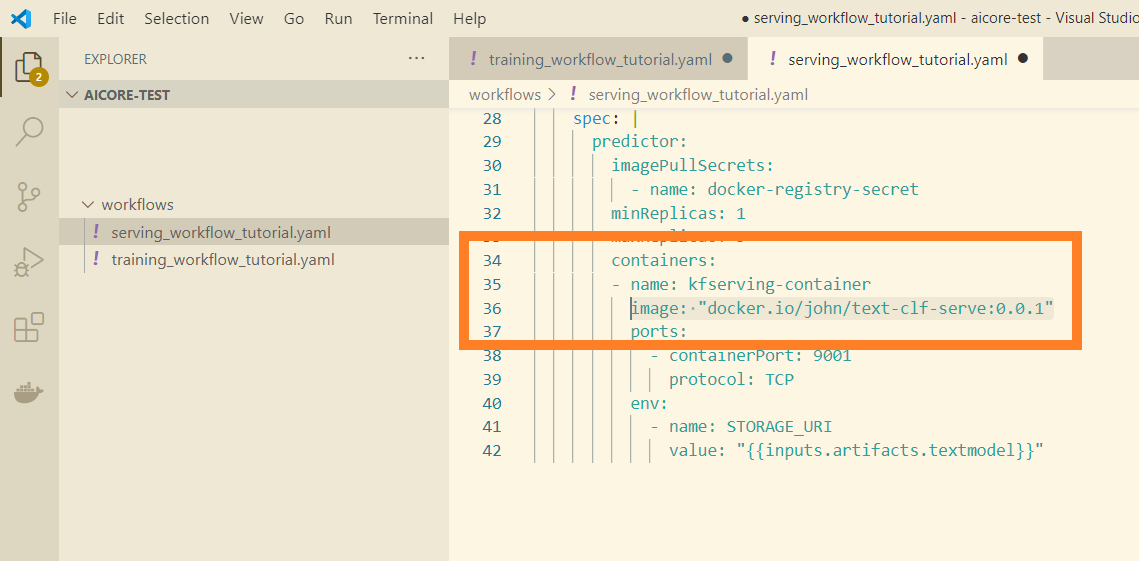 File Edit Selection View Go Run Terminal Help ● serving_workflow_tutorial.yaml - aicore-test - Visual Studio
2
EXPLORER ···
AICORE-TEST
workflows
! serving_workflow_tutorial.yaml
! training_workflow_tutorial.yaml
! training_workflow_tutorial.yaml ● ! serving_workflow_tutorial.yaml ●
workflows > ! serving_workflow_tutorial.yaml
28 spec: |
29 predictor:
30 imagePullSecrets:
31 - name: docker-registry-secret
32 minReplicas: 1
34 containers:
35 - name: kfserving-container
36 image: "docker.io/john/text-clf-serve:0.0.1"
37 ports:
38 - containerPort: 9001
39 protocol: TCP
40 env:
41 - name: STORAGE_URI
42 value: "{{inputs.artifacts.textmodel}}"